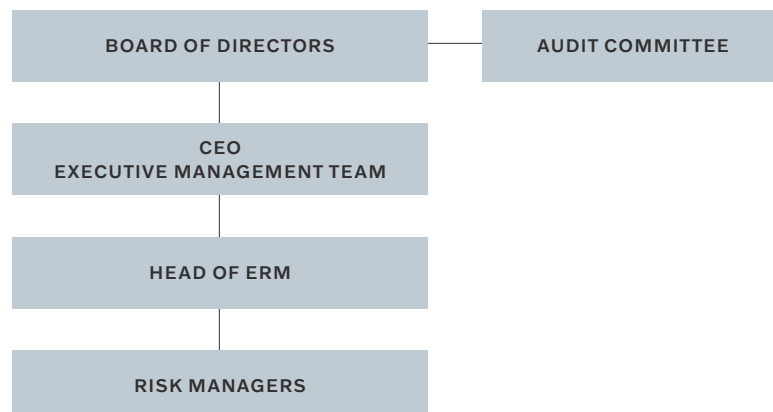 BOARD OF DIRECTORS
AUDIT COMMITTEE
CEO
EXECUTIVE MANAGEMENT TEAM
HEAD OF ERM
RISK MANAGERS